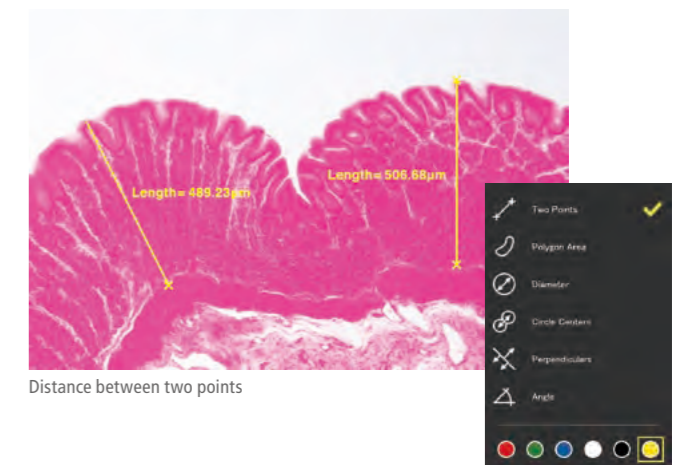 Length= 489.23µm
Length= 506.68µm
Two Points
Polygon Area
Diameter
Circle Centers
Perpendiculars
Angle
Distance between two points